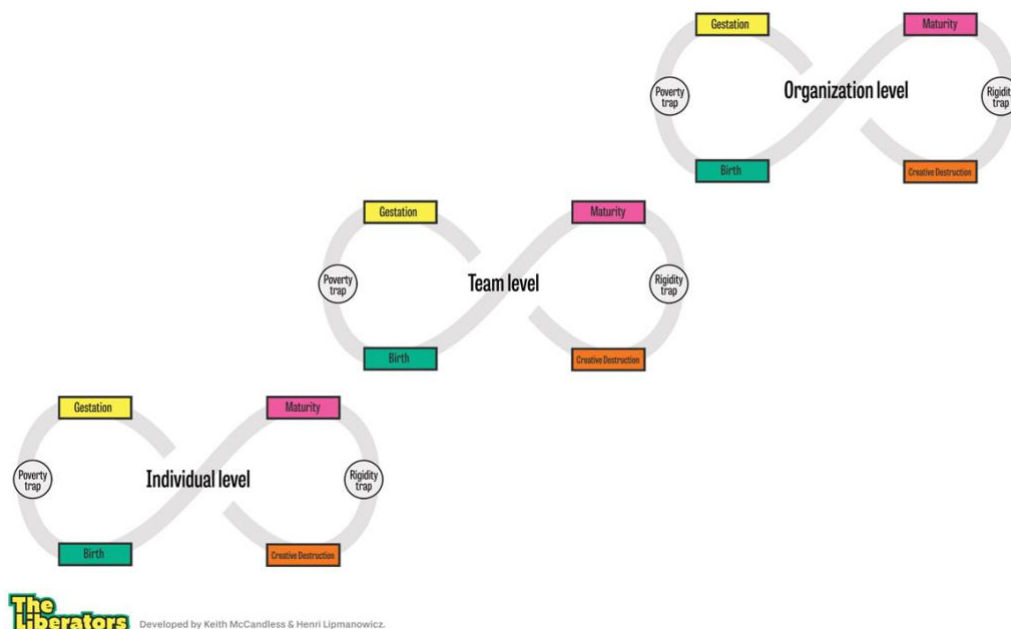 Gestation
Maturity
Poverty
trap
Organization level
Rigidity
trap
Birth
Creative Destruction
Gestation
Maturity
Poverty
trap
Team level
Rigidity
trap
Birth
Creative Destruction
Gestation
Maturity
Poverty
trap
Individual level
Rigidity
trap
Birth
Creative Destruction
The
Liberators
Developed by Keith McCandless & Henri Lipmanowicz.